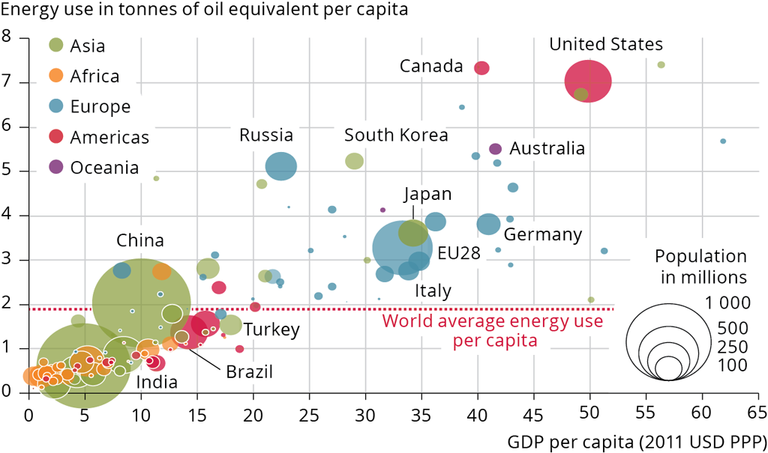 Energy use in tonnes of oil equivalent per capita
8
7
6
5
4
3
2
1
0
Asia
Africa
Europe
Americas
Oceania
United States
Canada
Russia
South Korea
Australia
Japan
China
Germany
EU28
Italy
World average energy use
per capita
Turkey
Brazil
India
Population
in millions
1 000
500
250
100
0 5 10 15 20 25 30 35 40 45 50 55 60 65
GDP per capita (2011 USD PPP)